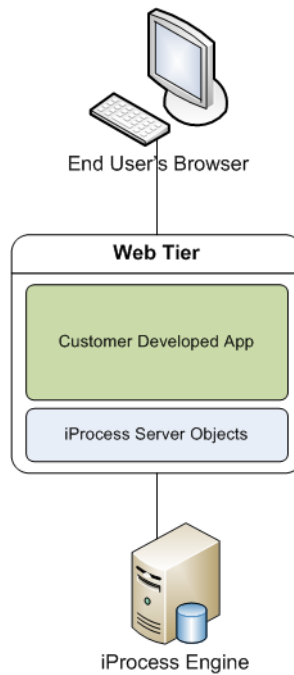 End User's Browser
Web Tier
Customer Developed App
iProcess Server Objects
iProcess Engine